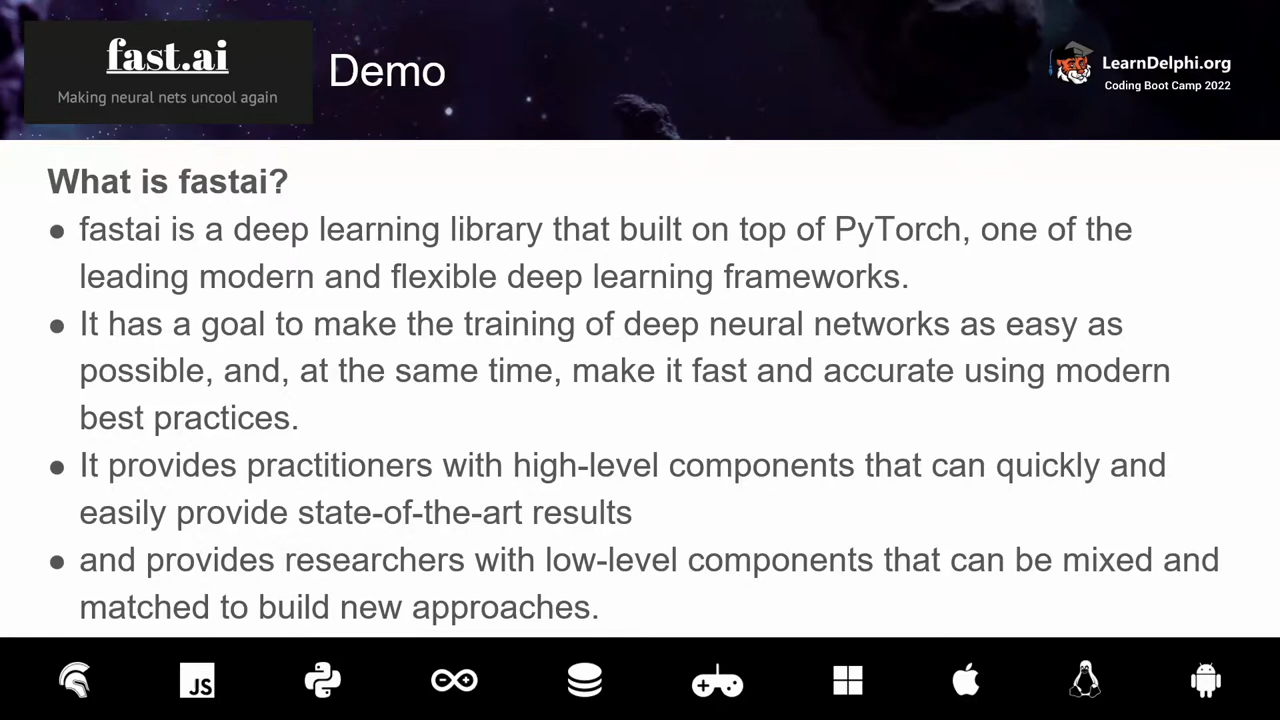 fast.ai
Making neural nets uncool again
Demo
LearnDelphi.org
Coding Boot Camp 2022
What is fastai?
● fastai is a deep learning library that built on top of PyTorch, one of the
leading modern and flexible deep learning frameworks.
● It has a goal to make the training of deep neural networks as easy as
possible, and, at the same time, make it fast and accurate using modern
best practices.
● It provides practitioners with high-level components that can quickly and
easily provide state-of-the-art results
● and provides researchers with low-level components that can be mixed and
matched to build new approaches.
JS